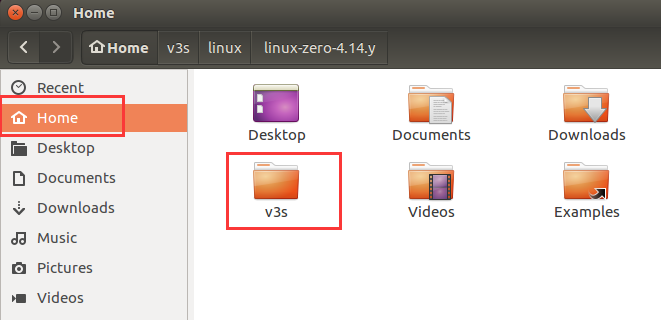 Home
Home v3s linux linux-zero-4.14.y
Recent
Home
Desktop
Documents
Downloads
Music
Pictures
Videos
Desktop Documents Downloads
v3s Videos Examples